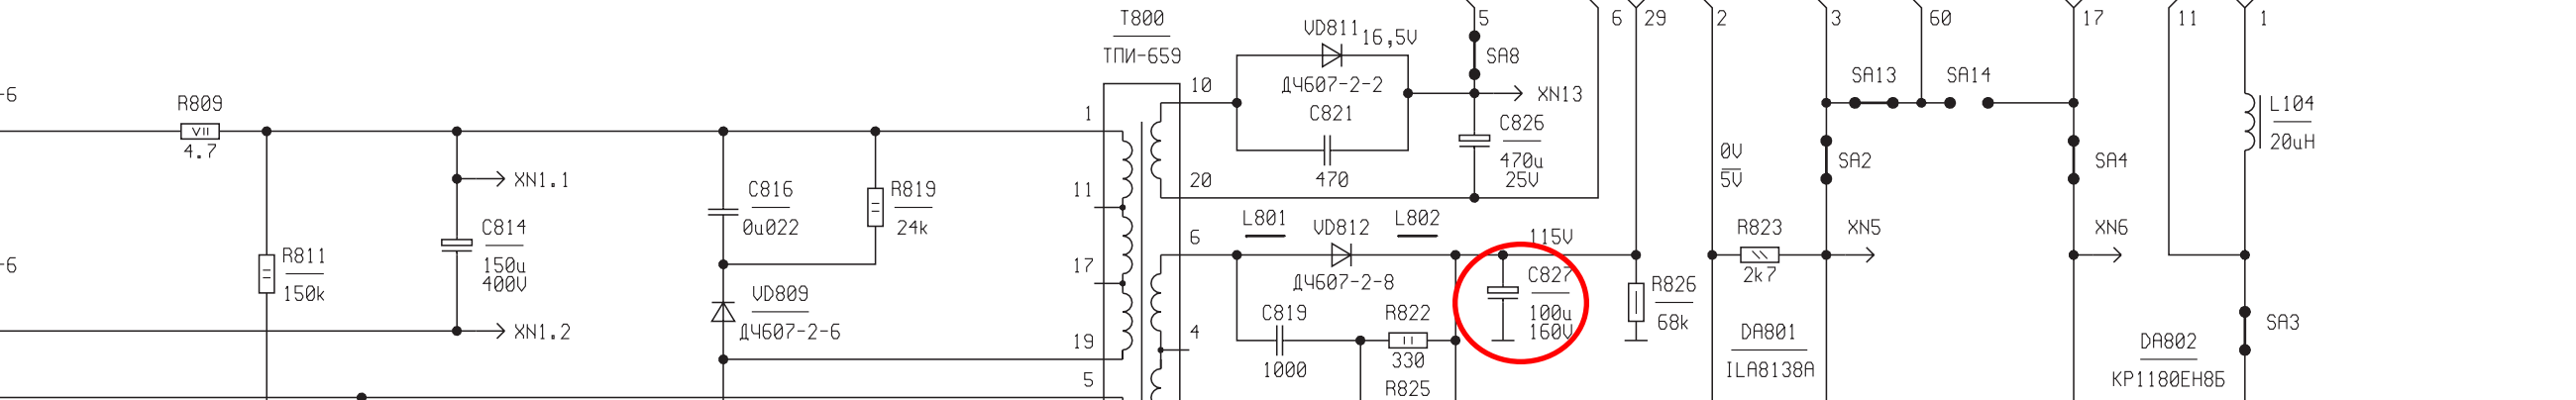 -6
R809
VII
4.7
R811
150k
-6
XN1.1
C814
150u
400V
XN1.2
C816
0u022
R819
24k
VD809
ДЧ607-2-6
T800
ТПИ-659
1
11
17
19
5
10
20
6
4
VD811
16,5V
ДЧ607-2-2
C821
470
5
SA8
XN13
C826
470u
25V
L801
VD812
L802
115V
ДЧ607-2-8
C819
1000
R822
330
R825
C827
100u
160V
6
29
R826
68k
2
0V
5V
R823
2k7
DA801
ILA8138A
3
60
SA13
SA14
SA2
XN5
17
SA4
XN6
11
1
L104
20uH
SA3
DA802
КР1180ЕН8Б